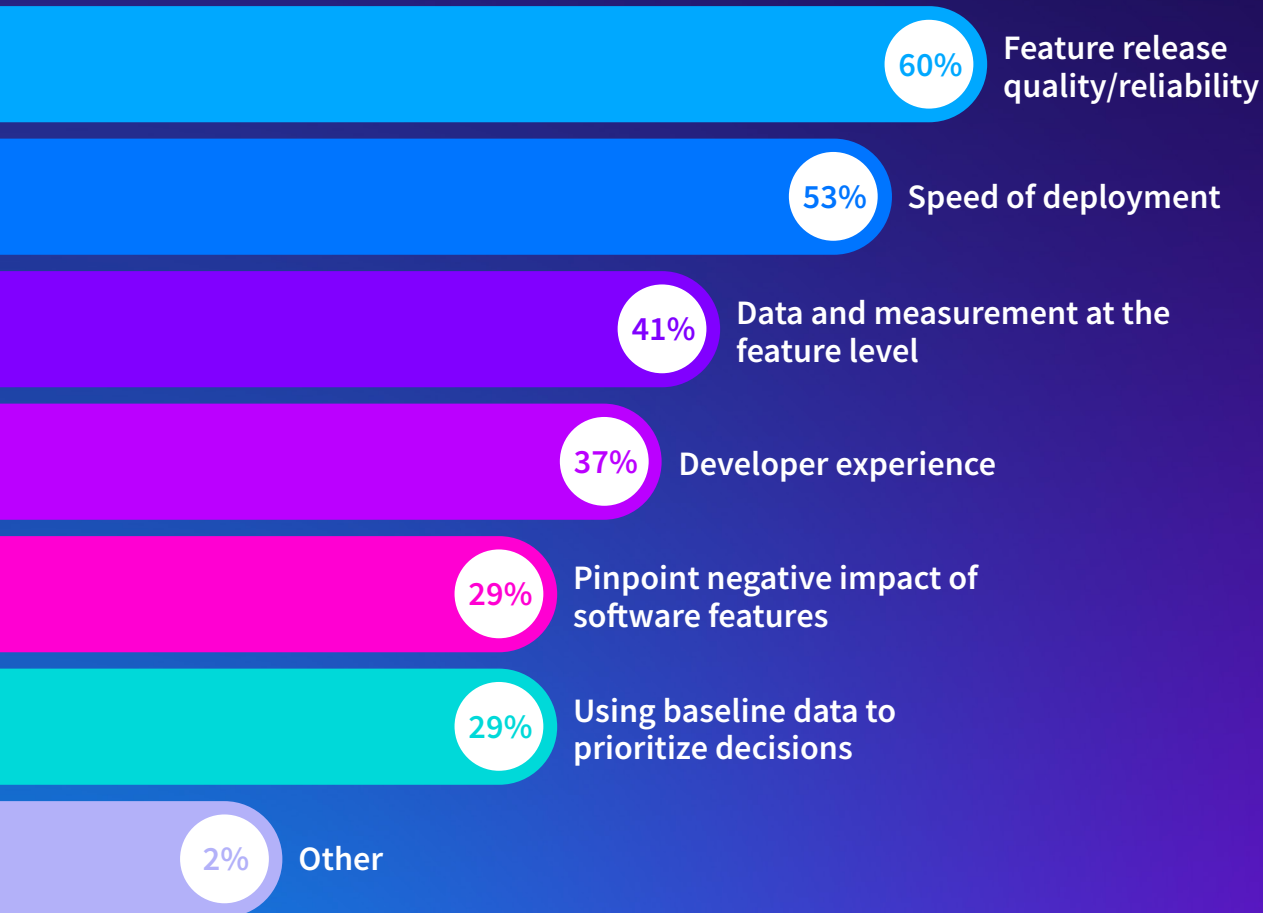 60%
Feature release
quality/reliability
53%
Speed of deployment
41%
Data and measurement at the
feature level
37%
Developer experience
29%
Pinpoint negative impact of
software features
29%
Using baseline data to
prioritize decisions
2%
Other